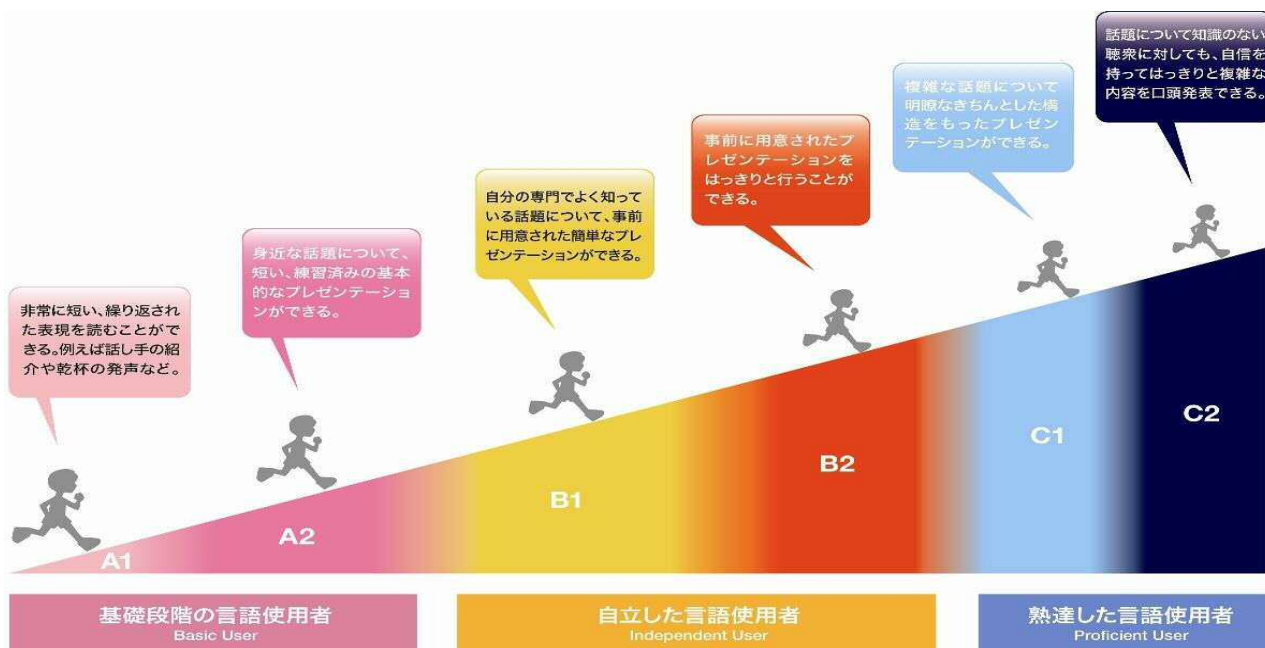 非常に短い、繰り返され
た表現を読むことがで
きる。例えば話し手の紹
介や乾杯の発声など。
身近な話題について、
短い、練習済みの基本
的なプレゼンテーショ
ンができる。
自分の専門でよく知って
いる話題について、事前
に用意された簡単なプレ
ゼンテーションができる。
事前に用意されたプ
レゼンテーションを
はっきりと行うことが
できる。
複雑な話題について
明瞭なきちんとした構
造をもったプレゼン
テーションができる。
話題について知識のない
聴衆に対しても、自信を
持ってはっきりと複雑な
内容を口頭発表できる。
A1
A2
B1
B2
C1
C2
基礎段階の言語使用者
Basic User
自立した言語使用者
Independent User
熟達した言語使用者
Proficient User